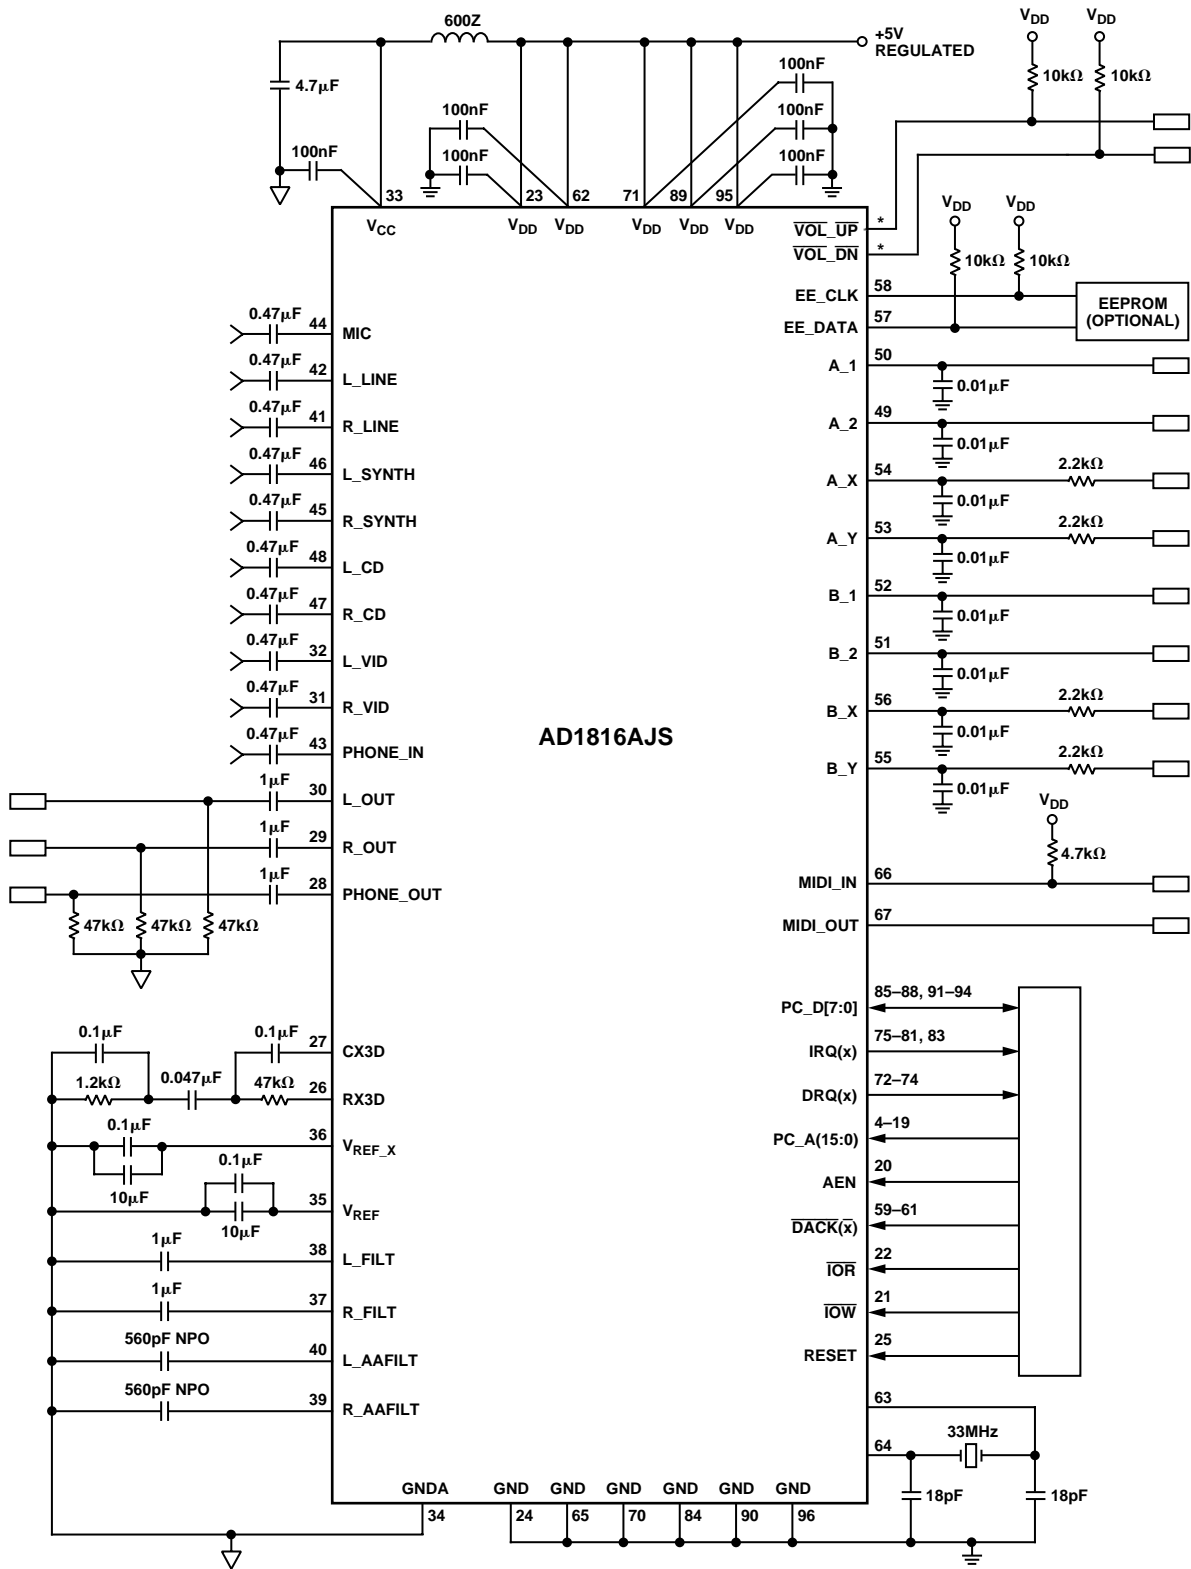 600Z
+5V
REGULATED
VDD
VDD
10kΩ
10kΩ
4.7µF
100nF
100nF
100nF
100nF
100nF
100nF
33
23
62
71
89
95
VCC
VDD
VDD
VDD
VDD
VDD
VOL_UP
*
VOL_DN
*
VDD
VDD
10kΩ
10kΩ
EE_CLK
58
EE_DATA
57
EEPROM
(OPTIONAL)
0.47µF
44
MIC
0.47µF
42
L_LINE
0.47µF
41
R_LINE
0.47µF
46
L_SYNTH
0.47µF
45
R_SYNTH
0.47µF
48
L_CD
0.47µF
47
R_CD
0.47µF
32
L_VID
0.47µF
31
R_VID
0.47µF
43
PHONE_IN
1µF
30
L_OUT
1µF
29
R_OUT
1µF
28
PHONE_OUT
47kΩ
47kΩ
47kΩ
AD1816AJS
A_1
50
0.01µF
A_2
49
0.01µF
A_X
54
2.2kΩ
0.01µF
A_Y
53
2.2kΩ
0.01µF
B_1
52
0.01µF
B_2
51
0.01µF
B_X
56
2.2kΩ
0.01µF
B_Y
55
2.2kΩ
0.01µF
VDD
4.7kΩ
MIDI_IN
66
MIDI_OUT
67
0.1µF
0.1µF
27
CX3D
1.2kΩ
0.047µF
47kΩ
26
RX3D
0.1µF
36
VREF_X
10µF
0.1µF
35
VREF
10µF
1µF
38
L_FILT
1µF
37
R_FILT
560pF NPO
40
L_AAFILT
560pF NPO
39
R_AAFILT
PC_D[7:0]
85–88, 91–94
IRQ(x)
75–81, 83
DRQ(x)
72–74
PC_A(15:0)
4–19
AEN
20
DACK(x)
59–61
IOR
22
IOW
21
RESET
25
63
64
33MHz
18pF
18pF
GNDA
GND
GND
GND
GND
GND
GND
34
24
65
70
84
90
96